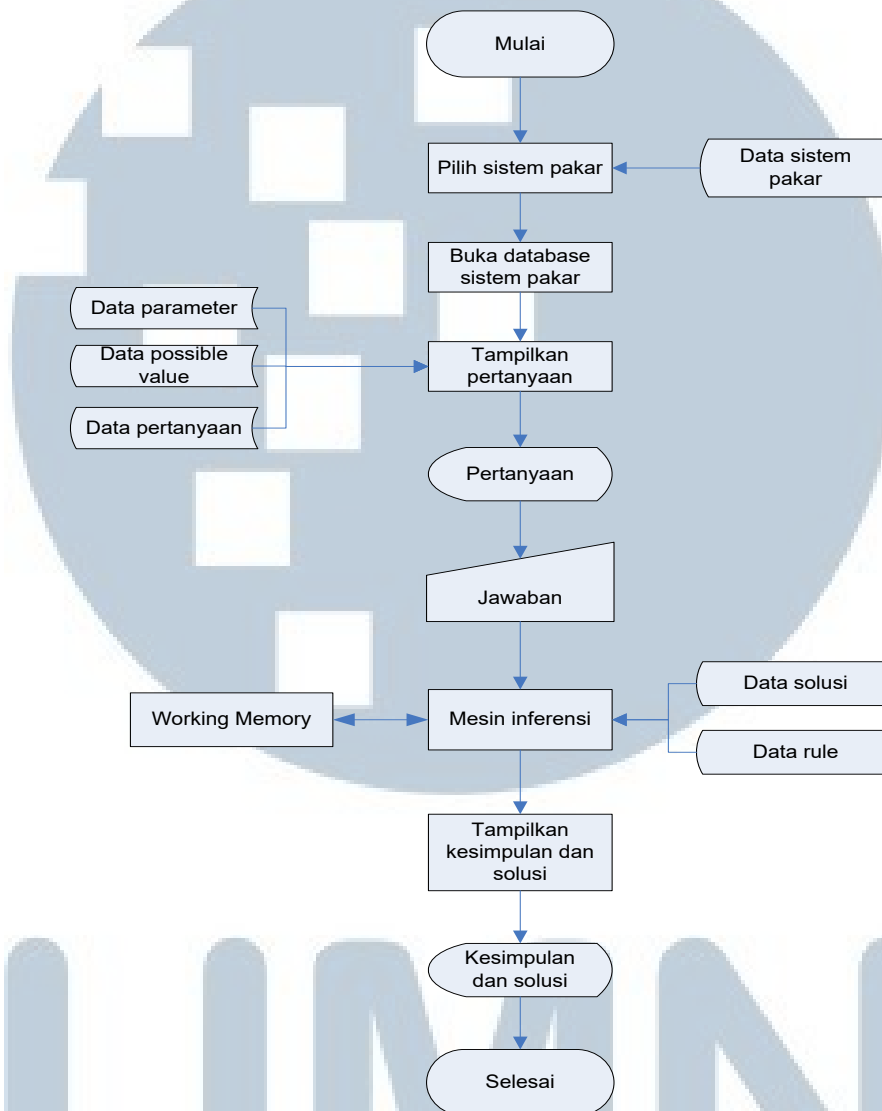 Mulai
Pilih sistem pakar
Data sistem
pakar
Buka database
sistem pakar
Data parameter
Data possible
value
Data pertanyaan
Tampilkan
pertanyaan
Pertanyaan
Jawaban
Working Memory
Mesin inferensi
Data solusi
Data rule
Tampilkan
kesimpulan dan
solusi
Kesimpulan
dan solusi
Selesai